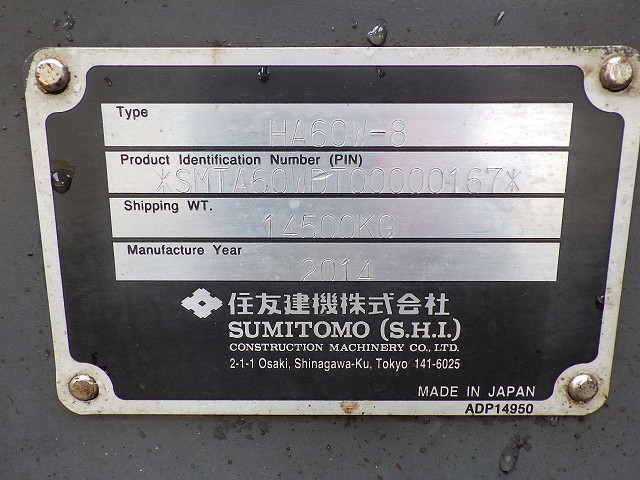 Type
HA60W-8
Product Identification Number (PIN)
*SMTA60WDT00000167*
Shipping WT.
14500KG
Manufacture Year
2014
住友建機株式会社
SUMITOMO (S.H.I.)
CONSTRUCTION MACHINERY CO., LTD.
2-1-1 Osaki, Shinagawa-Ku, Tokyo 141-6025
MADE IN JAPAN
ADP14950